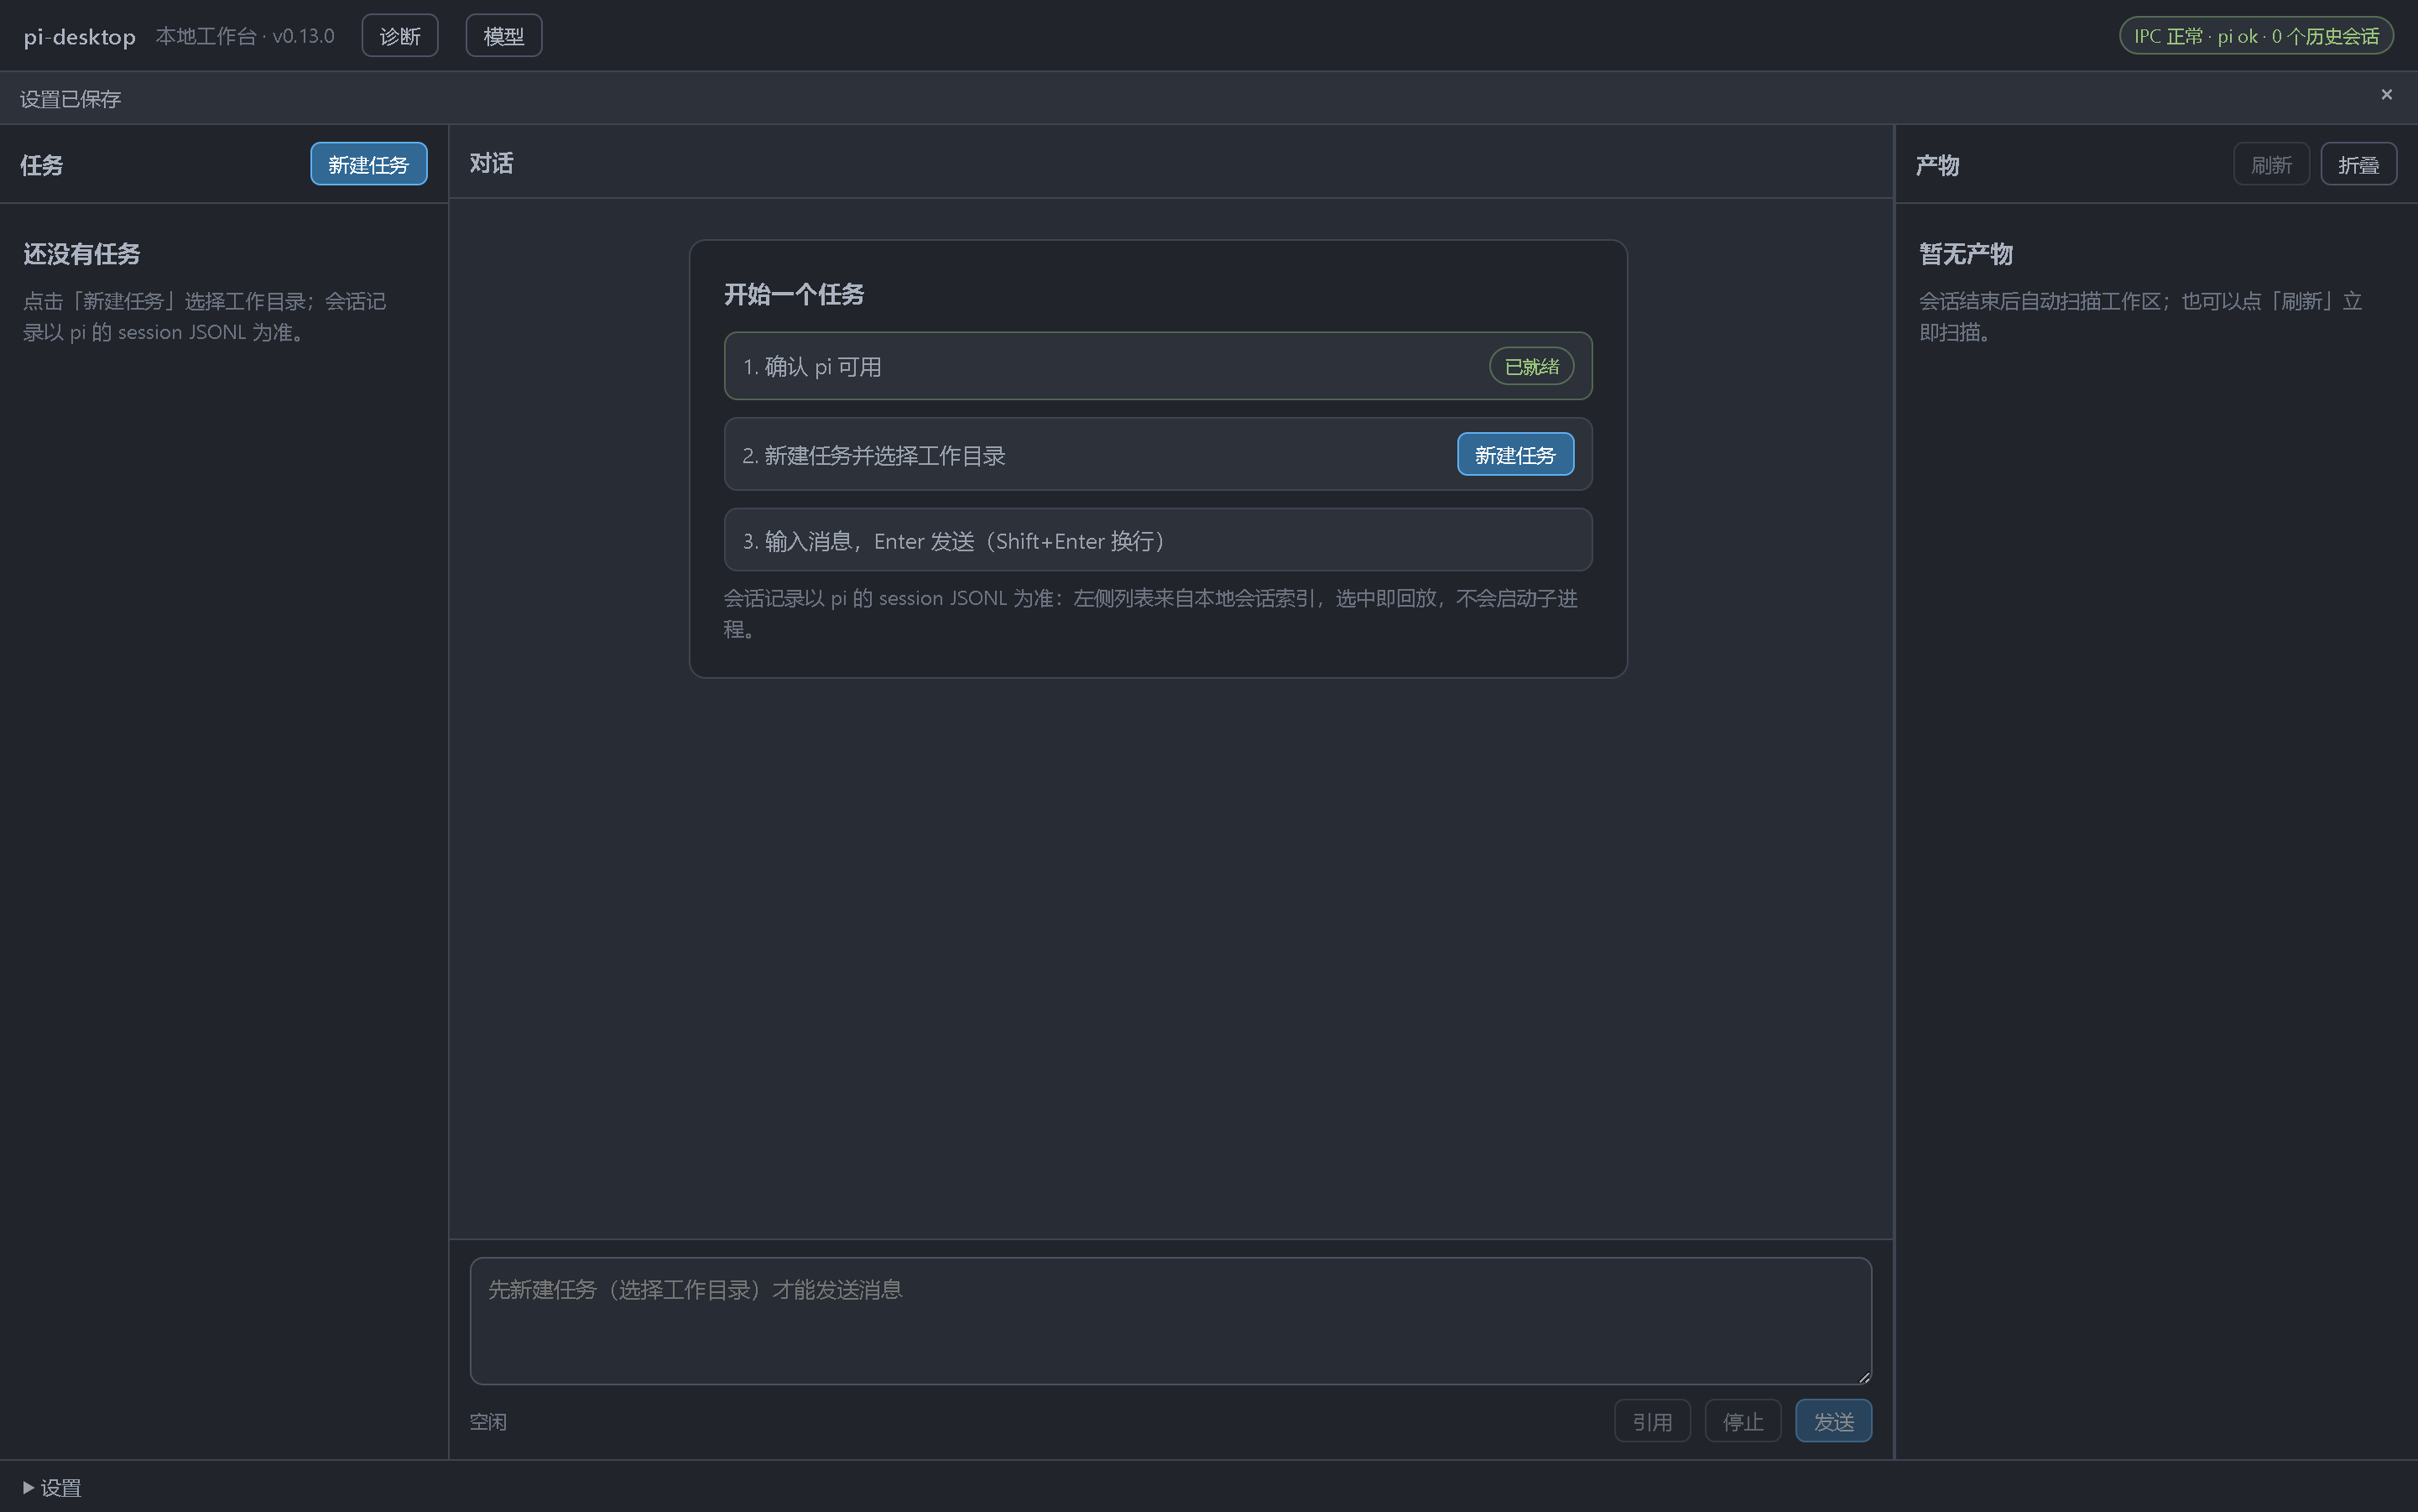 pi-desktop 本地工作台 · v0.13.0 诊断 模型 IPC 正常 · pi ok · 0 个历史会话
设置已保存 ×
任务 新建任务
还没有任务
点击「新建任务」选择工作目录；会话记
录以 pi 的 session JSONL 为准。
对话
开始一个任务
1. 确认 pi 可用 已就绪
2. 新建任务并选择工作目录 新建任务
3. 输入消息，Enter 发送（Shift+Enter 换行）
会话记录以 pi 的 session JSONL 为准：左侧列表来自本地会话索引，选中即回放，不会启动子进
程。
先新建任务（选择工作目录）才能发送消息
空闲 引用 停止 发送
产物 刷新 折叠
暂无产物
会话结束后自动扫描工作区；也可以点「刷新」立
即扫描。
▶ 设置